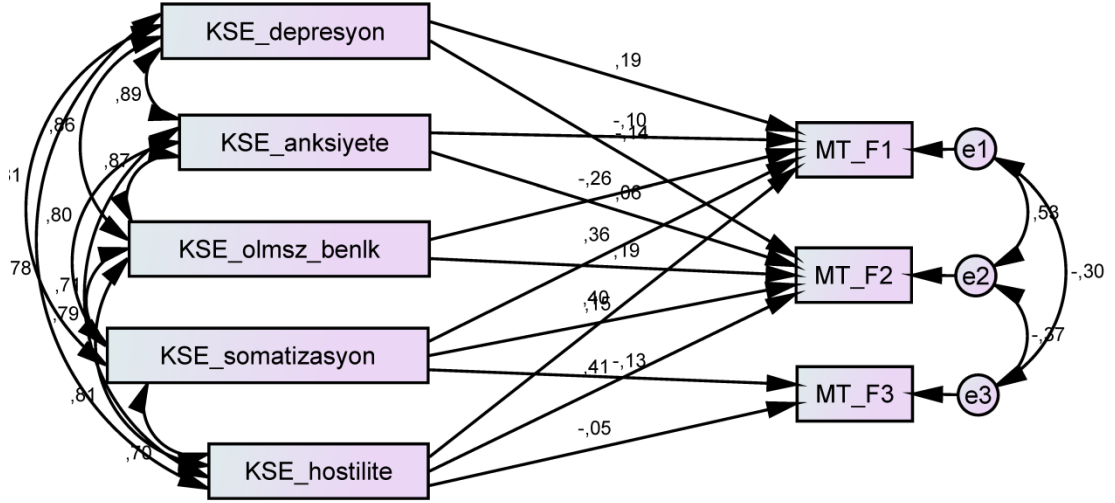 KSE_depresyon
,19
,89
,86
-,10
-,14
KSE_anksiyete
MT_F1
e1
,87
-,26
,06
,80
,53
KSE_olmsz_benlk
,36
,19
MT_F2
e2
-,30
78
,71
,79
,15
-,37
KSE_somatizasyon
,41
-,13
MT_F3
e3
,81
-,05
,70
KSE_hostilite